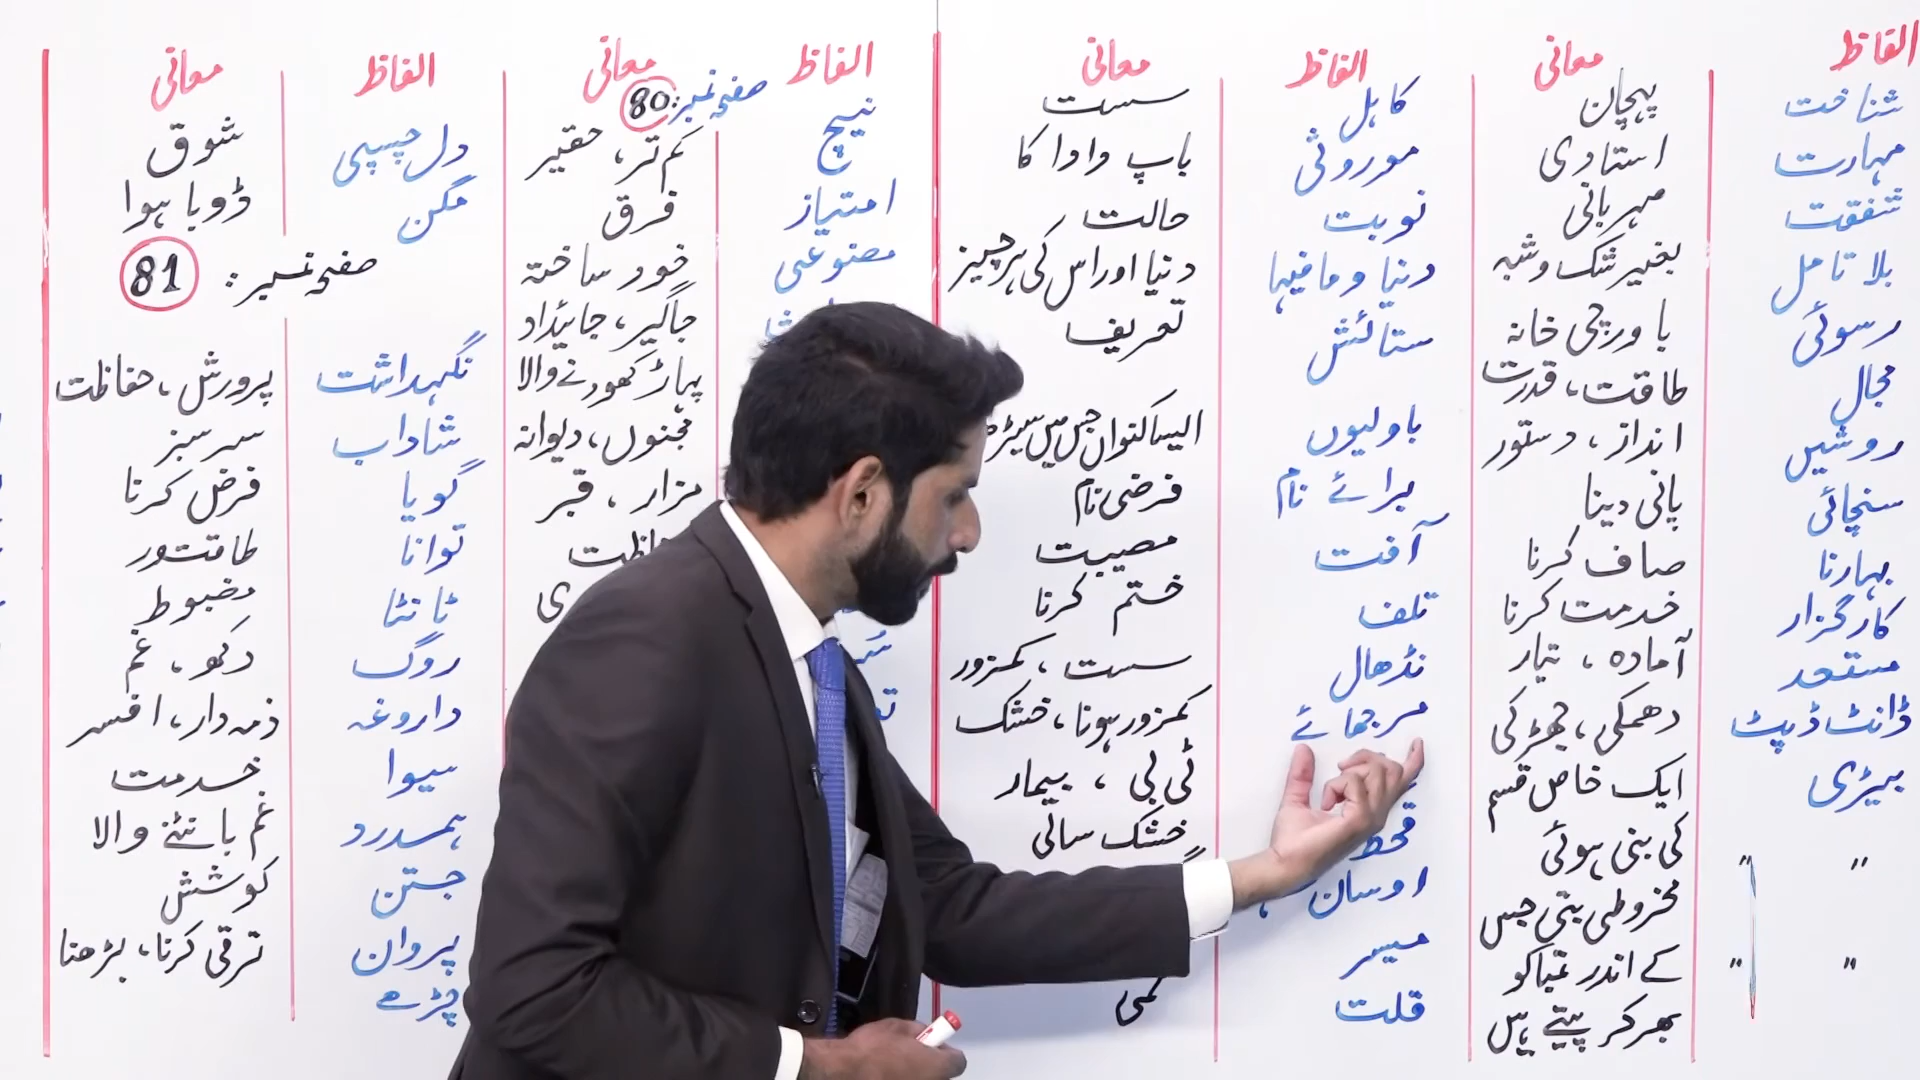 الفاظ معانی
شناخت پہچان
مہارت استادی
شفقت مہربانی
بلا تامل بغیر شک و شبہ
رسوئی باورچی خانہ
مجال طاقت، قدرت
روشیں انداز، دستور
سنچائی پانی دینا
بہارنا صاف کرنا
کارگزار خدمت کرنا
مستعد آمادہ، تیار
ڈانٹ ڈپٹ دھمکی، جھڑکی
بیڑی ایک خاص قسم
" " کی بنی ہوئی
مخروطی بتی جس
" " کے اندر تمباکو
بھر کر پیتے ہیں
الفاظ معانی
کاہل سست
موروثی باپ دادا کا
نوبت حالت
دنیا و مافیہا دنیا اور اس کی ہر چیز
ستائش تعریف
باولیوں ایسا کنواں جس میں
برائے نام فرضی نام
آفت مصیبت
تلف ختم کرنا
نڈھال سست، کمزور
مرجھائے کمزور ہونا، خشک
ٹی بی، بیمار
قحط خشک سالی
اوسان
میسر
قلت کمی
الفاظ معانی
صفحہ نمبر: 80
نیچ کم تر، حقیر
امتیاز فرق
مصنوعی خود ساختہ
جاگیر، جائیداد
پہاڑ کھودنے والا
مجنوں، دیوانہ
مزار، قبر
الفاظ معانی
دل چسپی شوق
مگن ڈوبا ہوا
صفحہ نمبر: 81
نگہداشت پرورش، حفاظت
شاداب سرسبز
گویا فرض کرنا
توانا طاقتور
ٹانٹا مضبوط
روگ دکھ، غم
داروغہ ذمہ دار، افسر
سیوا خدمت
ہمدرد غم بانٹنے والا
جتن کوشش
پروان ترقی کرنا، بڑھنا
چڑھے